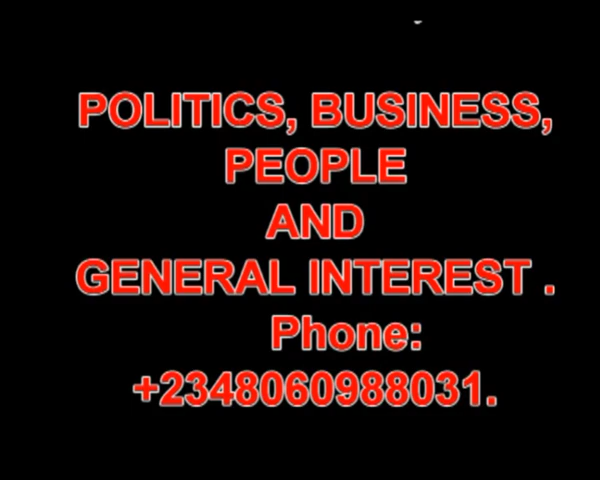 POLITICS, BUSINESS,
PEOPLE
AND
GENERAL INTEREST .
Phone:
+2348060988031.